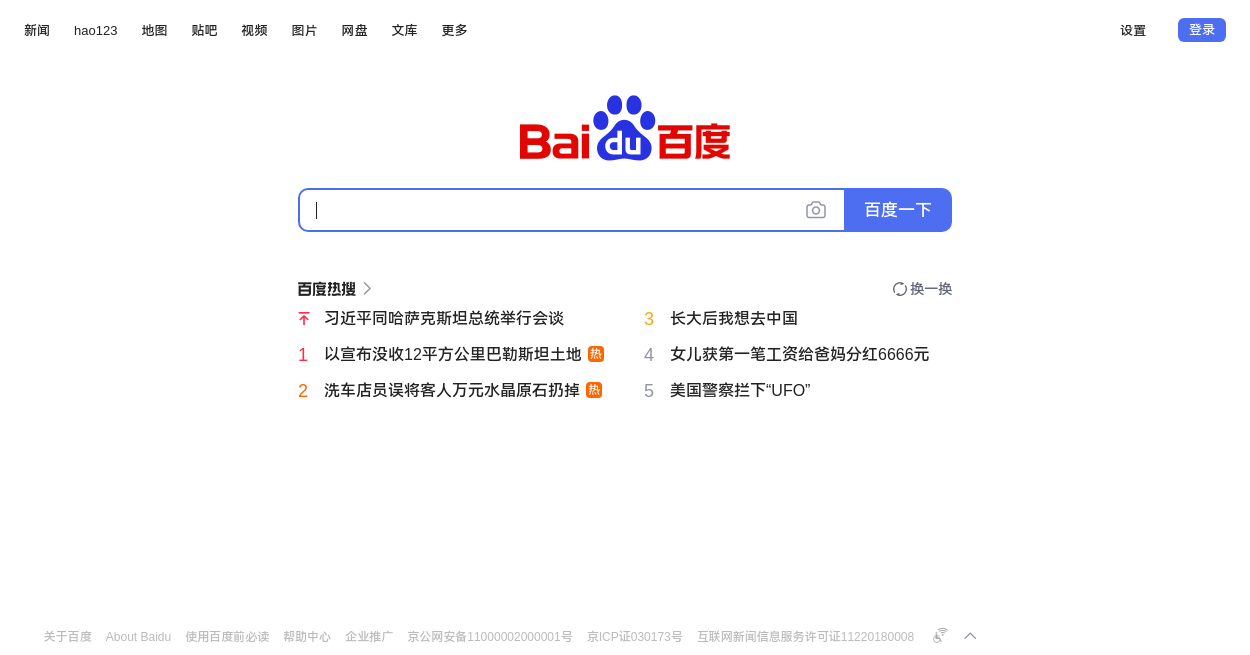 新闻 hao123 地图 贴吧 视频 图片 网盘 文库 更多 设置 登录
Bai du 百度
百度一下
百度热搜 换一换
习近平同哈萨克斯坦总统举行会谈
1 以宣布没收12平方公里巴勒斯坦土地 热
2 洗车店员误将客人万元水晶原石扔掉 热
3 长大后我想去中国
4 女儿获第一笔工资给爸妈分红6666元
5 美国警察拦下“UFO”
关于百度 About Baidu 使用百度前必读 帮助中心 企业推广 京公网安备11000002000001号 京ICP证030173号 互联网新闻信息服务许可证11220180008